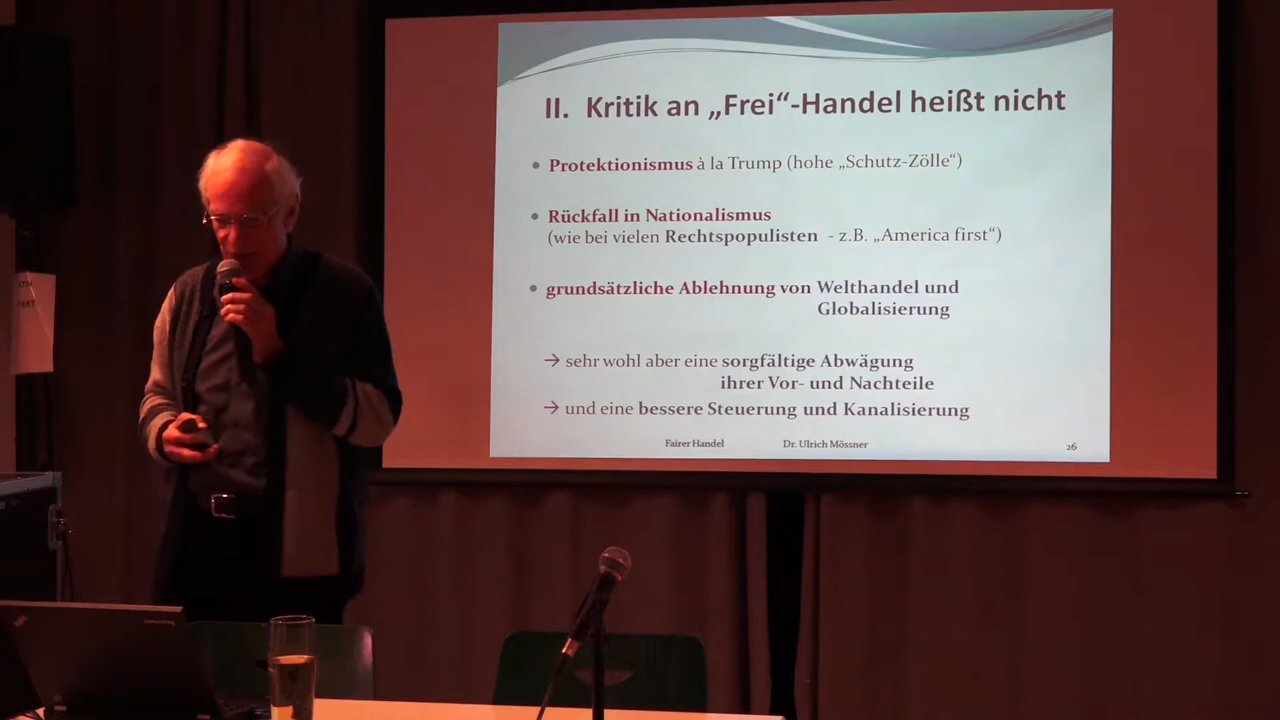 II. Kritik an „Frei“-Handel heißt nicht
• Protektionismus à la Trump (hohe „Schutz-Zölle“)
• Rückfall in Nationalismus
(wie bei vielen Rechtspopulisten - z.B. „America first“)
• grundsätzliche Ablehnung von Welthandel und
Globalisierung
→ sehr wohl aber eine sorgfältige Abwägung
ihrer Vor- und Nachteile
→ und eine bessere Steuerung und Kanalisierung
Fairer Handel Dr. Ulrich Mössner 26